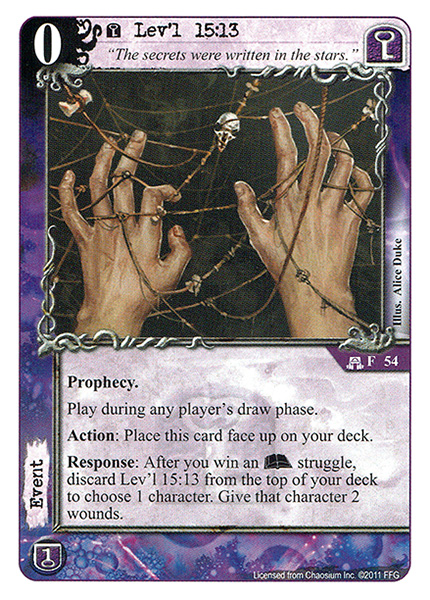 0
Lev'l 15:13
"The secrets were written in the stars."
Illus. Alice Duke
F 54
Prophecy.
Play during any player's draw phase.
Action: Place this card face up on your deck.
Response: After you win an struggle,
discard Lev'l 15:13 from the top of your deck
to choose 1 character. Give that character 2
wounds.
Event
1
Licensed from Chaosium Inc. ©2011 FFG